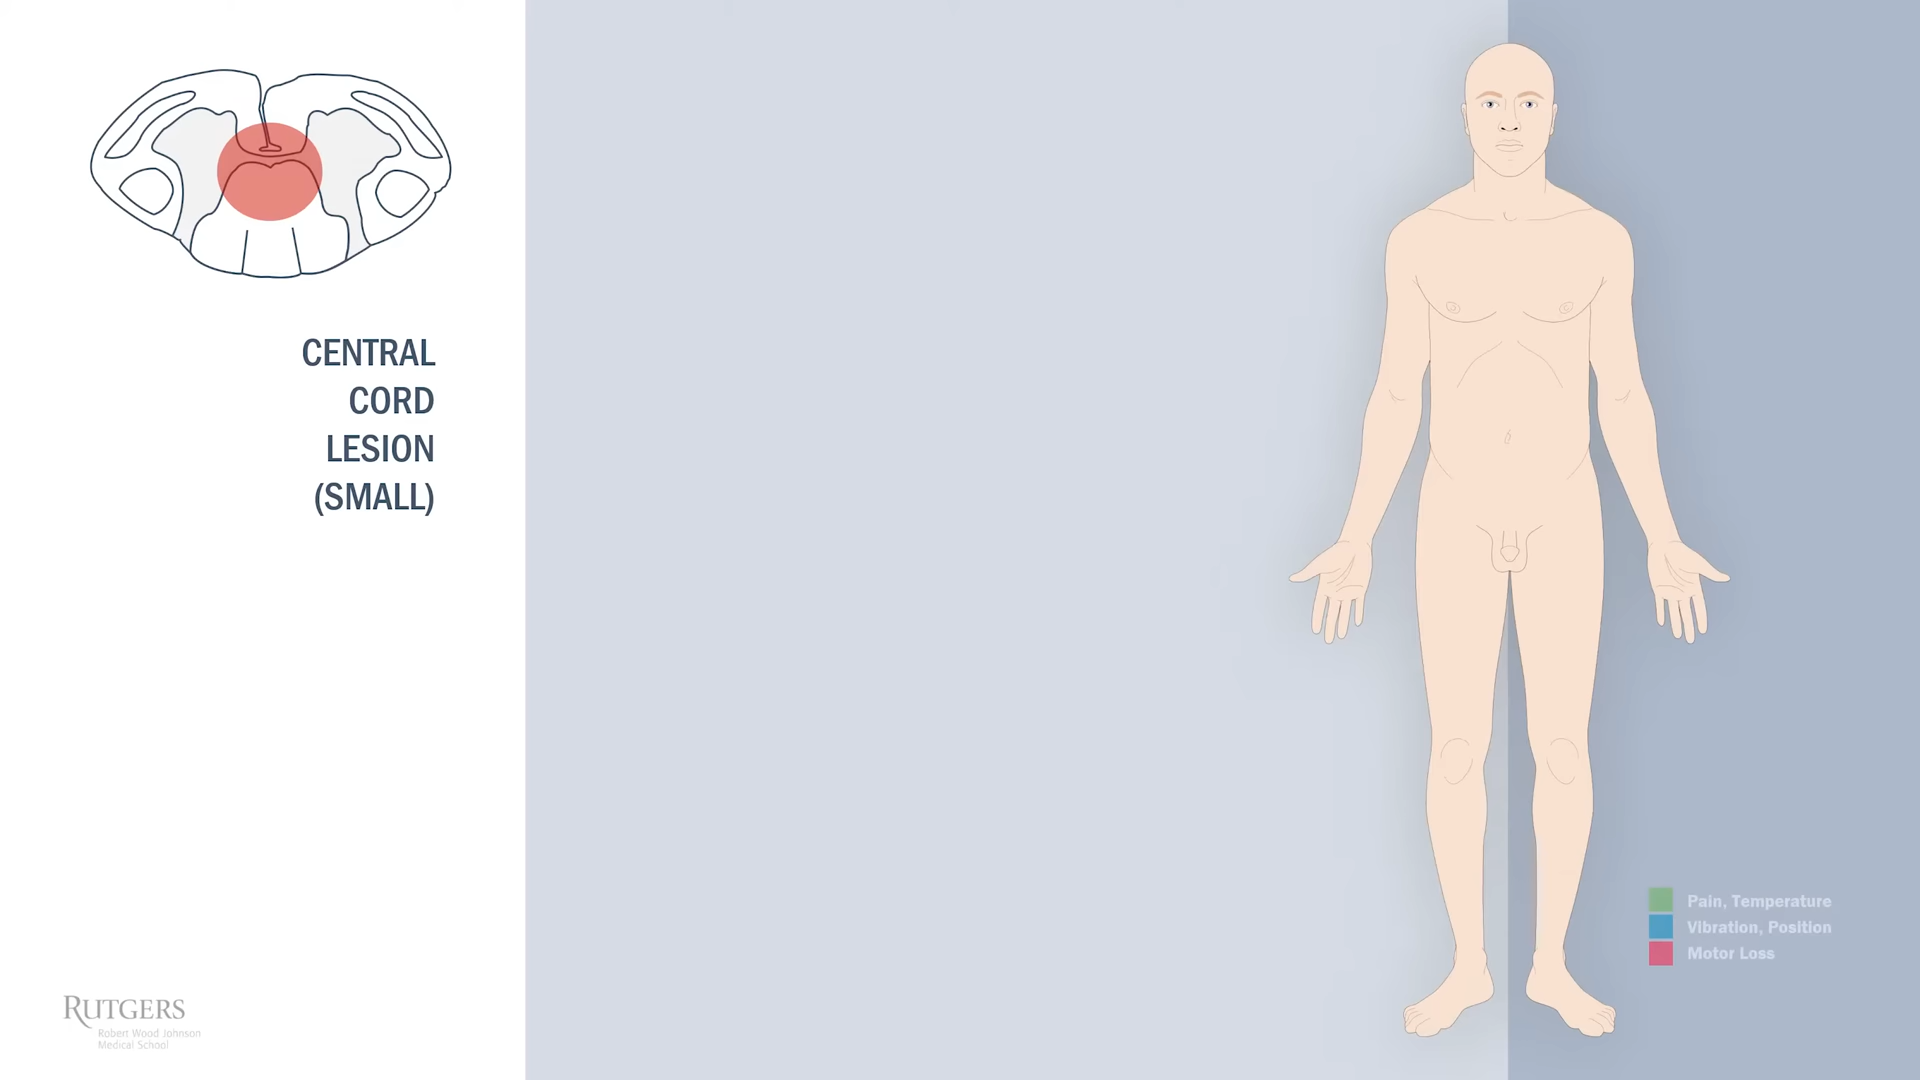 CENTRAL
CORD
LESION
(SMALL)
Pain, Temperature
Vibration, Position
Motor Loss
RUTGERS
Robert Wood Johnson
Medical School